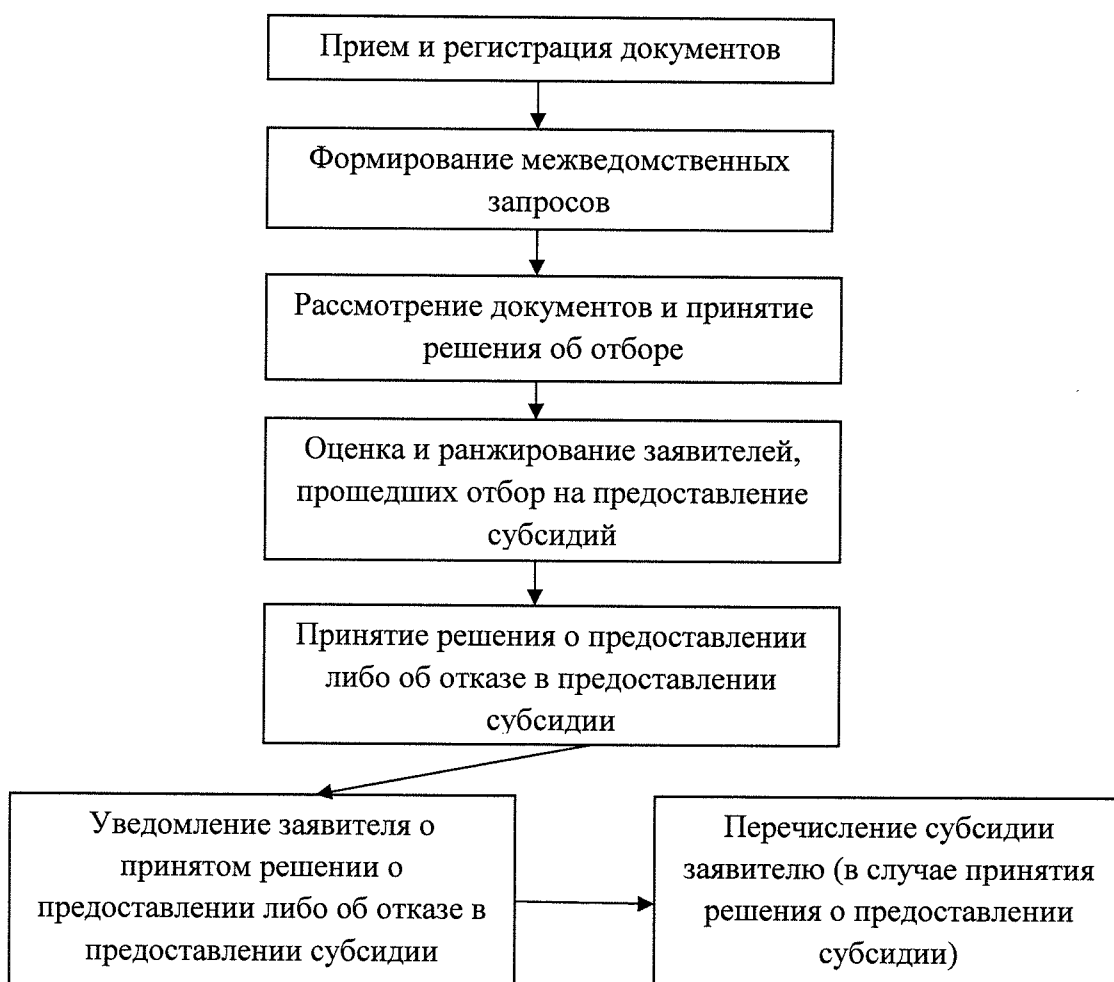 Прием и регистрация документов
Формирование межведомственных
запросов
Рассмотрение документов и принятие
решения об отборе
Оценка и ранжирование заявителей,
прошедших отбор на предоставление
субсидий
Принятие решения о предоставлении
либо об отказе в предоставлении
субсидии
Уведомление заявителя о
принятом решении о
предоставлении либо об отказе в
предоставлении субсидии
Перечисление субсидии
заявителю (в случае принятия
решения о предоставлении
субсидии)